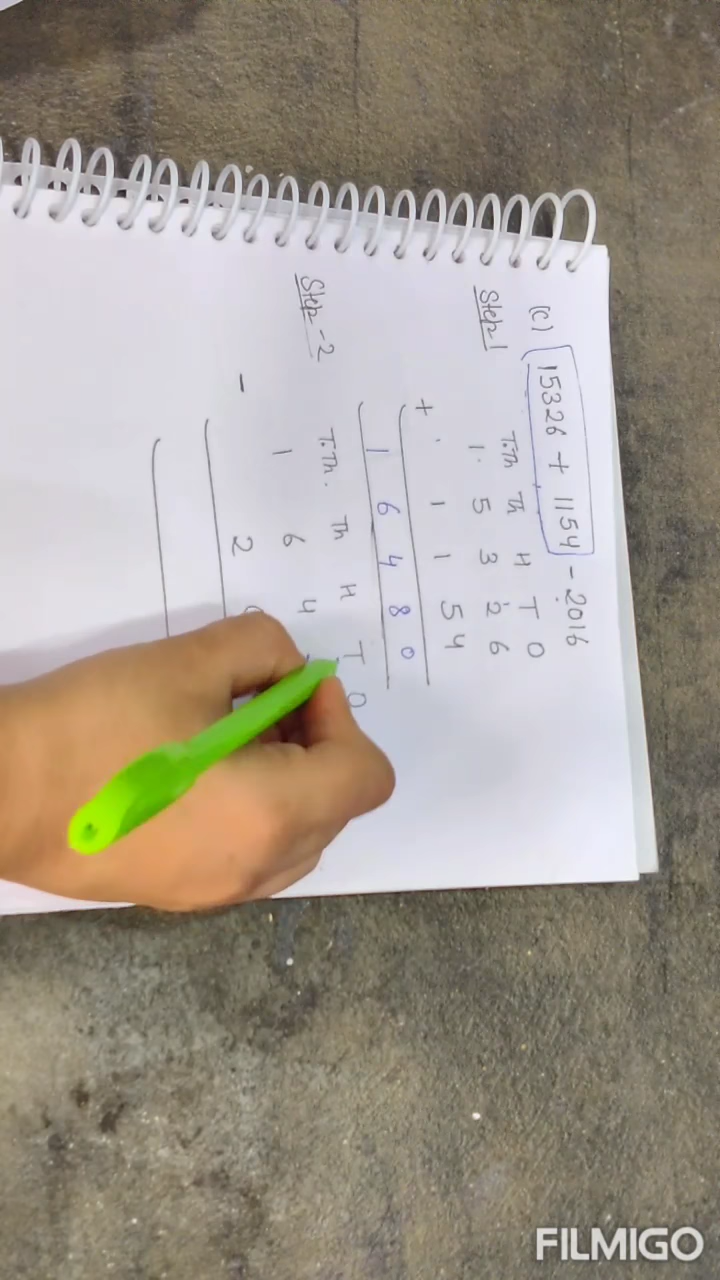 (c) 15326 + 1154 - 2016
Step-1
T.Th Th H T O
1 5 3 2 6
+ 1 1 5 4
1 6 4 8 0
Step-2
T.Th. Th H T O
1 6 4
- 2
FILMIGO